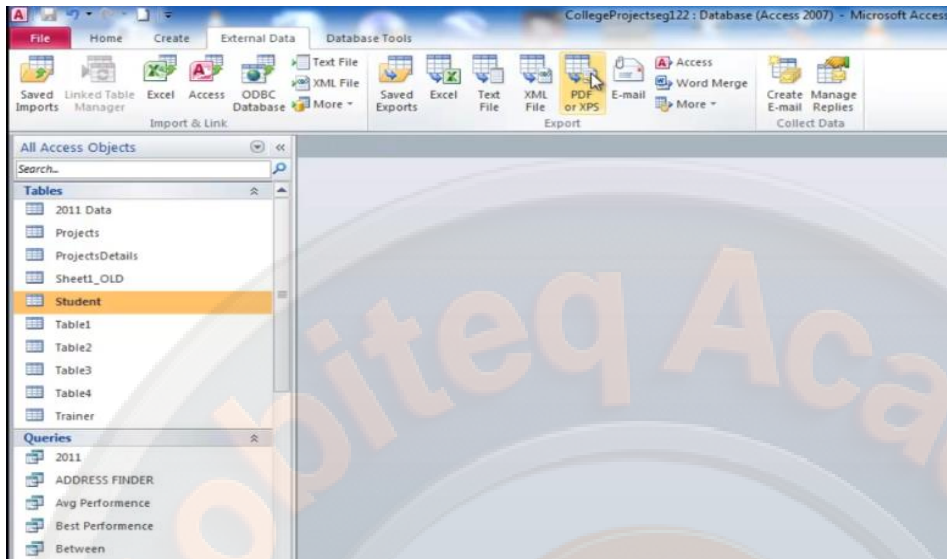 CollegeProjectseg122 : Database (Access 2007) - Microsoft Access
File Home Create External Data Database Tools
Saved Imports
Linked Table Manager
Excel
Access
ODBC Database
Text File
XML File
More
Import & Link
Saved Exports
Excel
Text File
XML File
PDF or XPS
E-mail
Access
Word Merge
More
Export
Create E-mail
Manage Replies
Collect Data
All Access Objects
Search...
Tables
2011 Data
Projects
ProjectsDetails
Sheet1_OLD
Student
Table1
Table2
Table3
Table4
Trainer
Queries
2011
ADDRESS FINDER
Avg Performence
Best Performence
Between